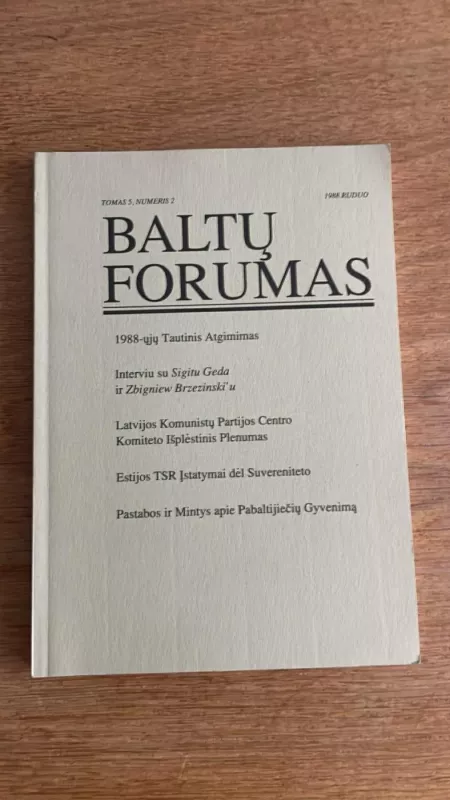 TOMAS 5, NUMERIS 2
1988 RUDUO
BALTŲ
FORUMAS
1988-ųjų Tautinis Atgimimas
Interviu su Sigitu Geda
ir Zbigniew Brzezinski'u
Latvijos Komunistų Partijos Centro
Komiteto Išplėstinis Plenumas
Estijos TSR Įstatymai dėl Suvereniteto
Pastabos ir Mintys apie Pabaltijiečių Gyvenimą